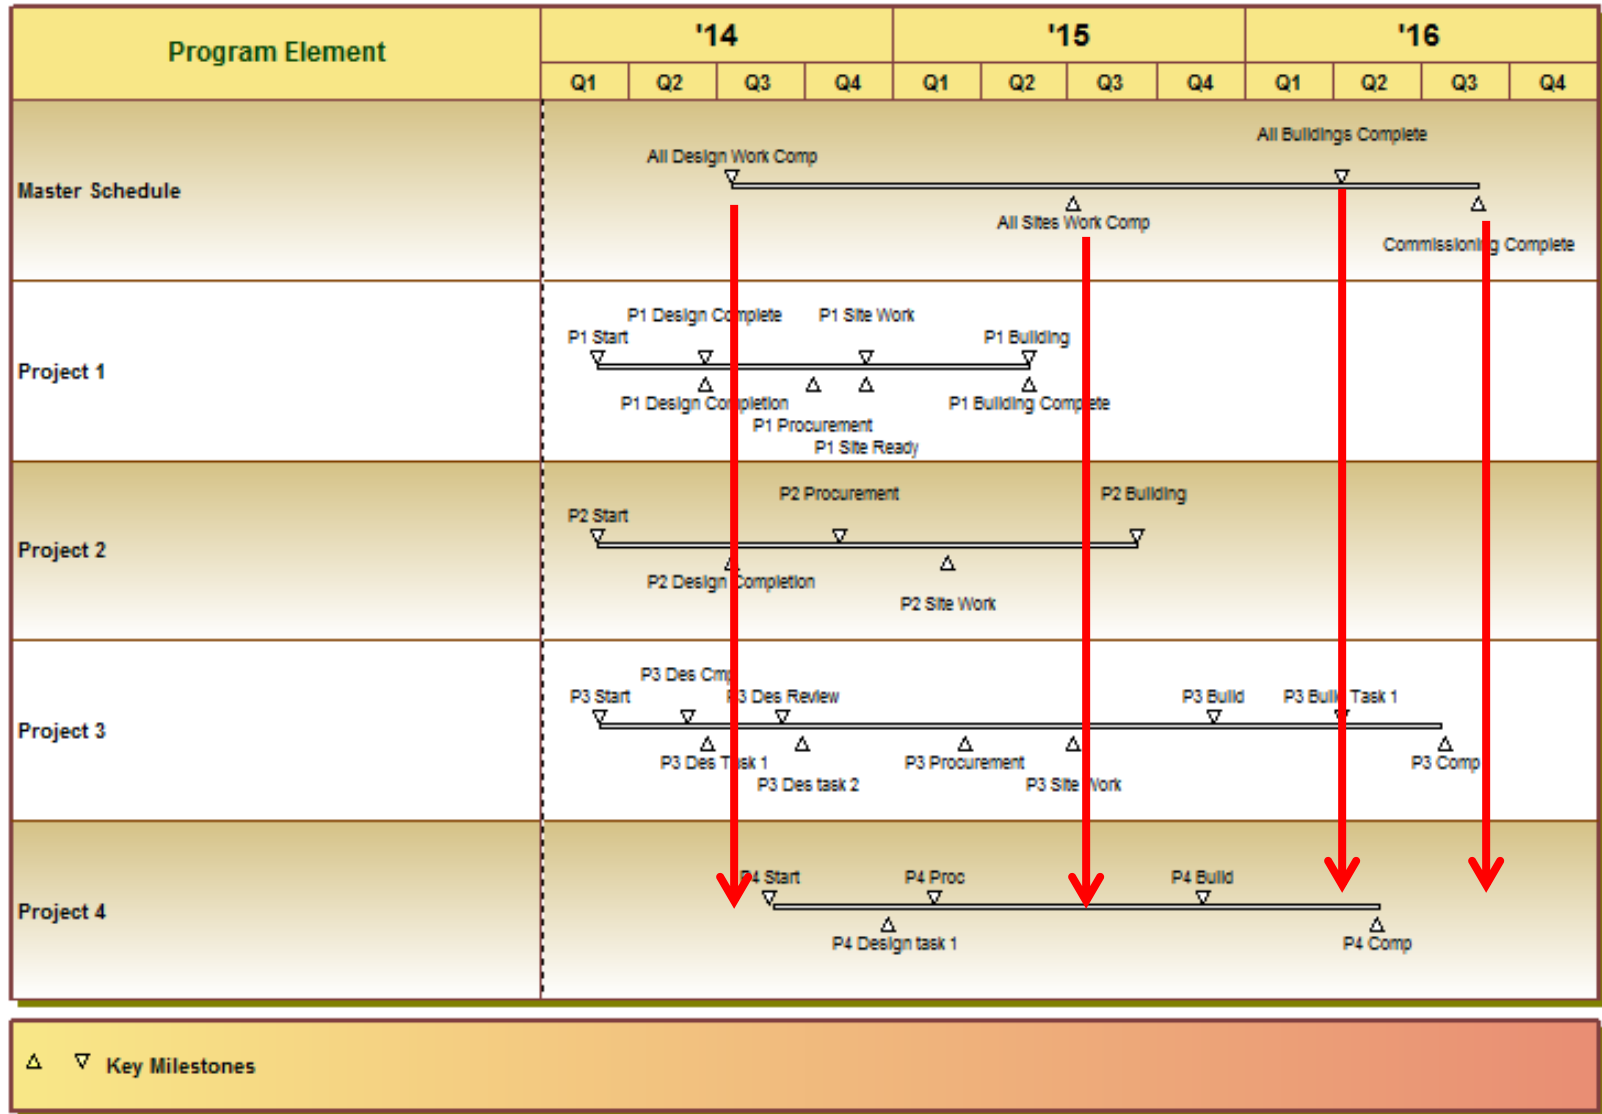 Program Element
'14 '15 '16
Q1 Q2 Q3 Q4 Q1 Q2 Q3 Q4 Q1 Q2 Q3 Q4
Master Schedule
All Buildings Complete
All Design Work Comp
All Sites Work Comp
Commissioning Complete
Project 1
P1 Design Complete P1 Site Work
P1 Start P1 Building
P1 Design Completion P1 Building Complete
P1 Procurement
P1 Site Ready
Project 2
P2 Procurement P2 Building
P2 Start
P2 Design Completion
P2 Site Work
Project 3
P3 Des Cmp
P3 Start P3 Des Review P3 Build P3 Build Task 1
P3 Des Task 1 P3 Procurement P3 Comp
P3 Des task 2 P3 Site Work
Project 4
P4 Start P4 Proc P4 Build
P4 Design task 1 P4 Comp
Key Milestones